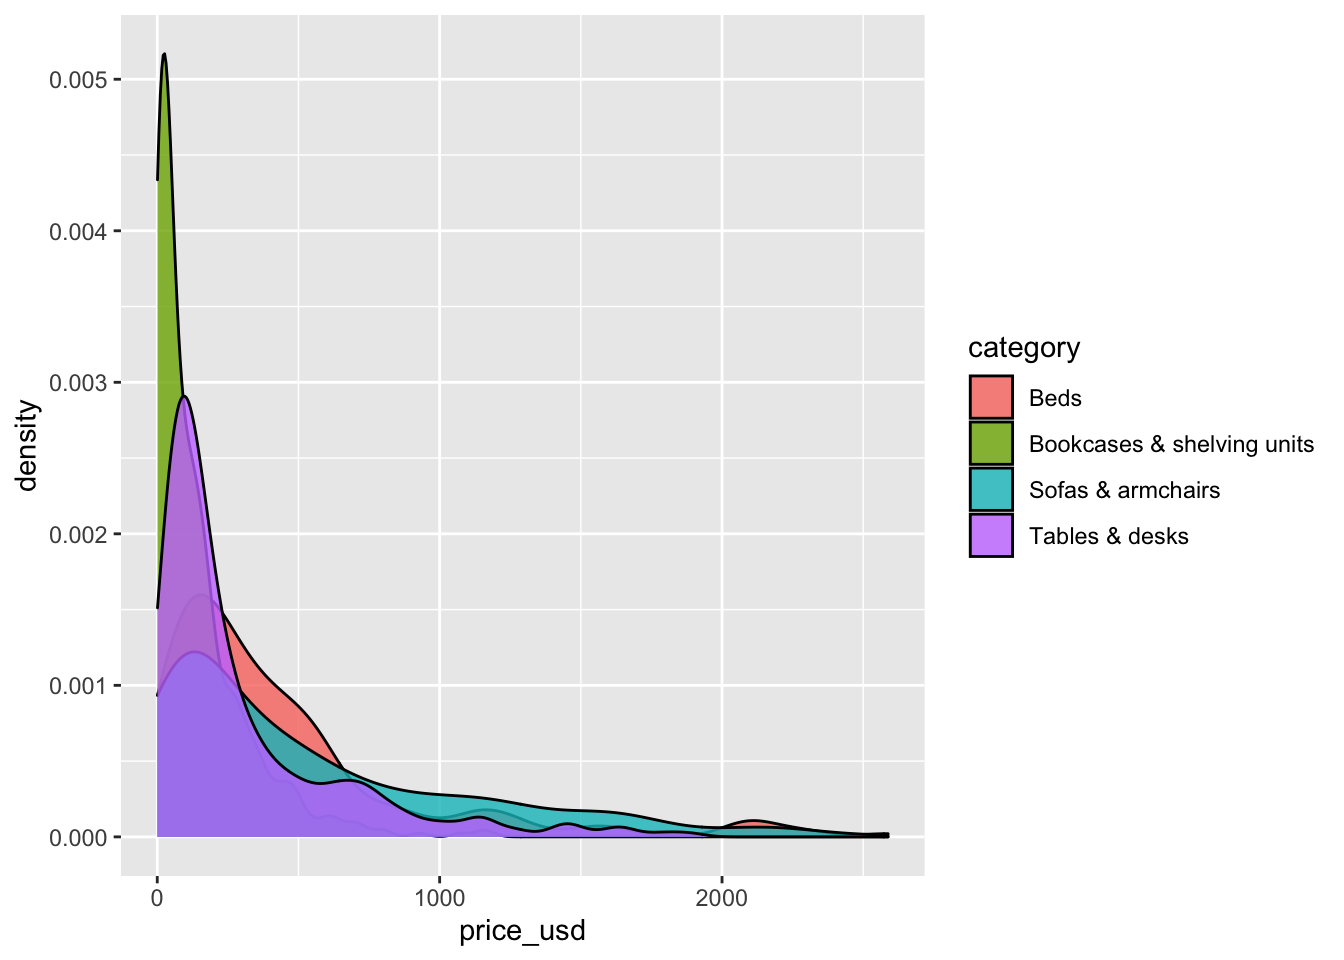 density
0.005
0.004
0.003
0.002
0.001
0.000
0 1000 2000
price_usd
category
Beds
Bookcases & shelving units
Sofas & armchairs
Tables & desks